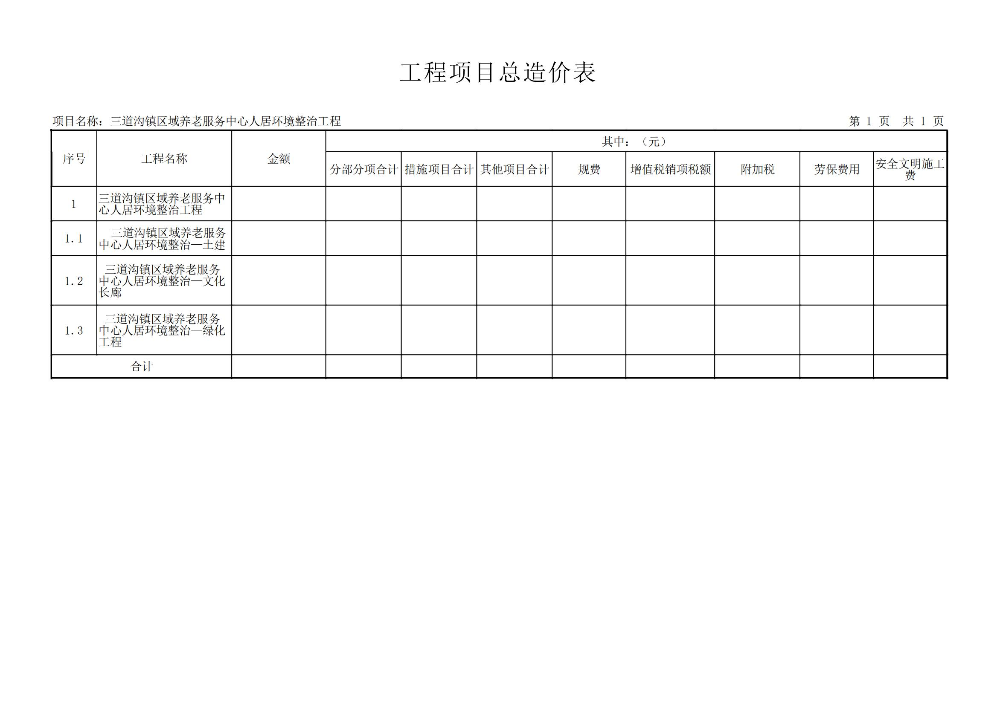 工程项目总造价表
项目名称：三道沟镇区域养老服务中心人居环境整治工程
第 1 页 共 1 页
序号
工程名称
金额
其中：（元）
分部分项合计
措施项目合计
其他项目合计
规费
增值税销项税额
附加税
劳保费用
安全文明施工
费
1
三道沟镇区域养老服务中
心人居环境整治工程
1.1
三道沟镇区域养老服务
中心人居环境整治—土建
1.2
三道沟镇区域养老服务
中心人居环境整治—文化
长廊
1.3
三道沟镇区域养老服务
中心人居环境整治—绿化
工程
合计